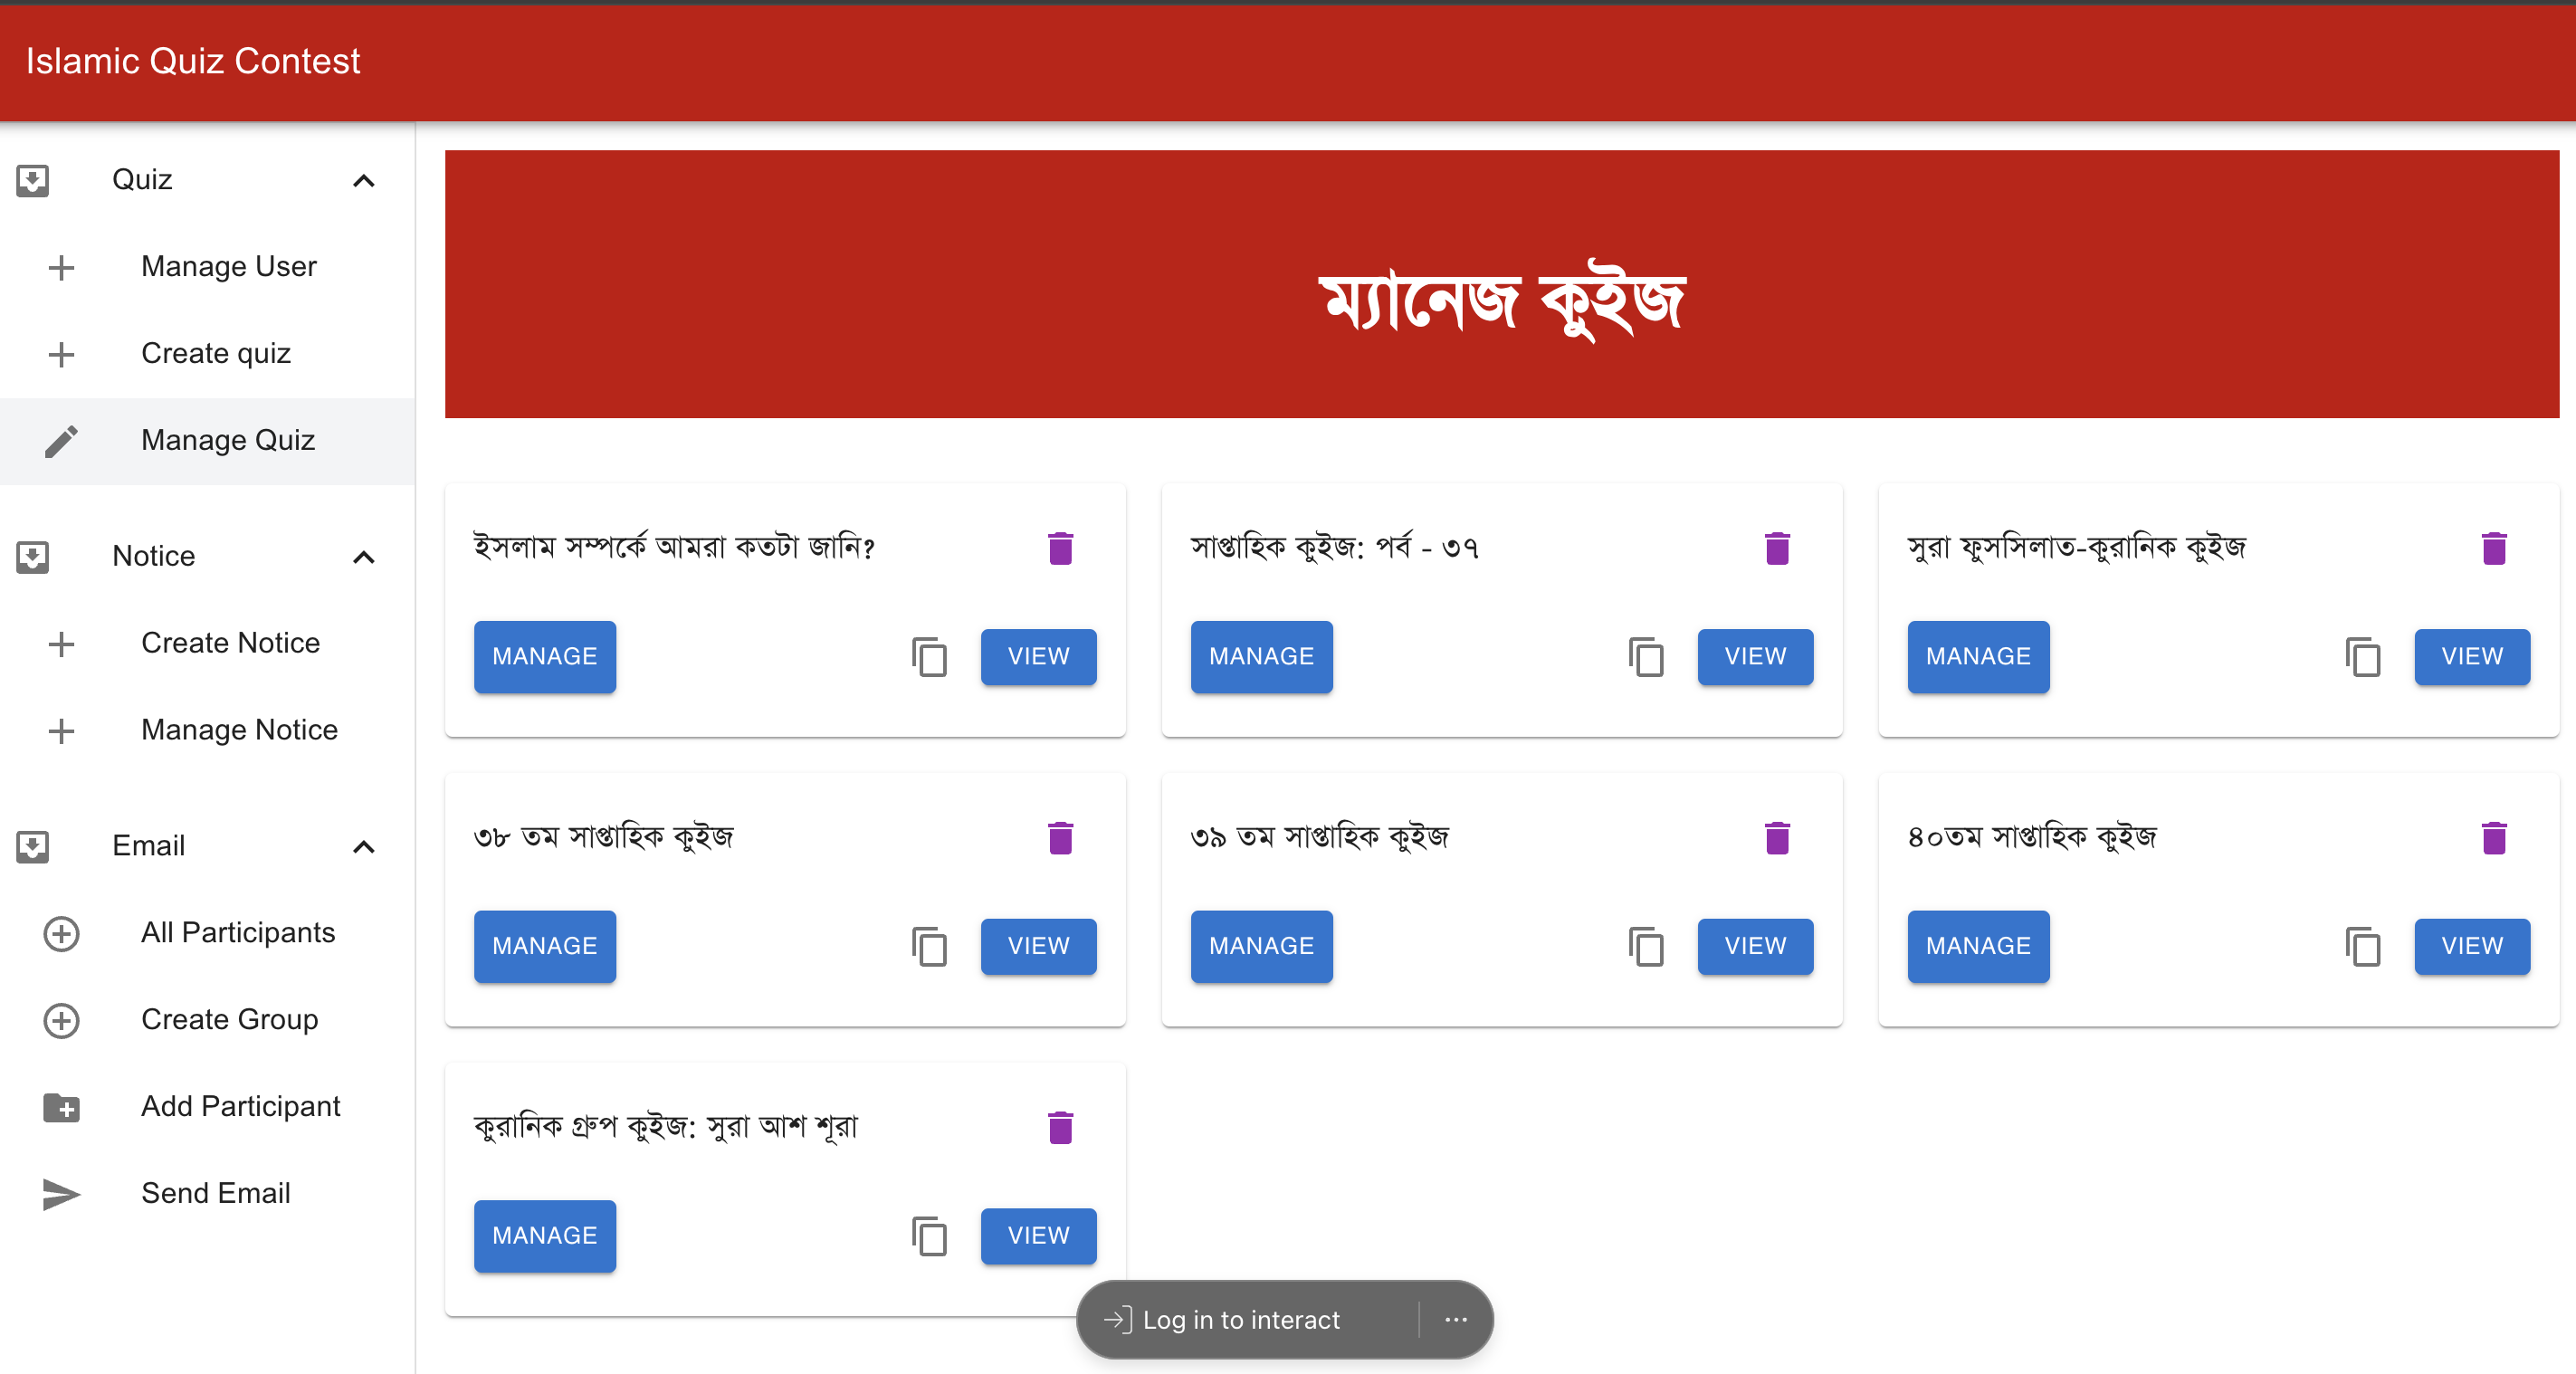 Islamic Quiz Contest
Quiz
Manage User
Create quiz
Manage Quiz
Notice
Create Notice
Manage Notice
Email
All Participants
Create Group
Add Participant
Send Email
ম্যানেজ কুইজ
ইসলাম সম্পর্কে আমরা কতটা জানি?
MANAGE VIEW
সাপ্তাহিক কুইজ: পর্ব - ৩৭
MANAGE VIEW
সুরা ফুসসিলাত-কুরানিক কুইজ
MANAGE VIEW
৩৮ তম সাপ্তাহিক কুইজ
MANAGE VIEW
৩৯ তম সাপ্তাহিক কুইজ
MANAGE VIEW
৪০তম সাপ্তাহিক কুইজ
MANAGE VIEW
কুরানিক গ্রুপ কুইজ: সুরা আশ শূরা
MANAGE VIEW
Log in to interact